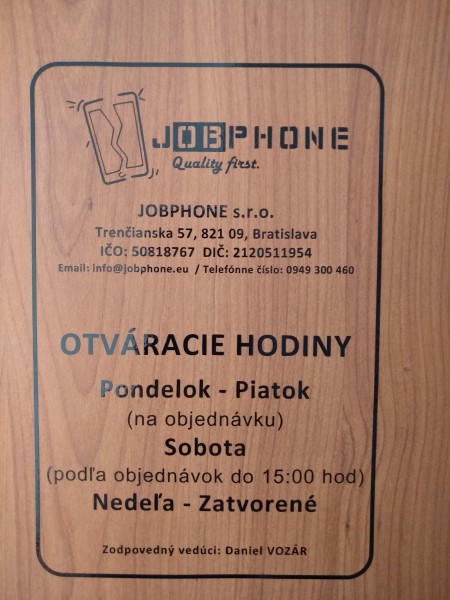 JOBPHONE
Quality first.
JOBPHONE s.r.o.
Trenčianska 57, 821 09, Bratislava
IČO: 50818767 DIČ: 2120511954
Email: info@jobphone.eu / Telefónne číslo: 0949 300 460
OTVÁRACIE HODINY
Pondelok - Piatok
(na objednávku)
Sobota
(podľa objednávok do 15:00 hod)
Nedeľa - Zatvorené
Zodpovedný vedúci: Daniel VOZÁR